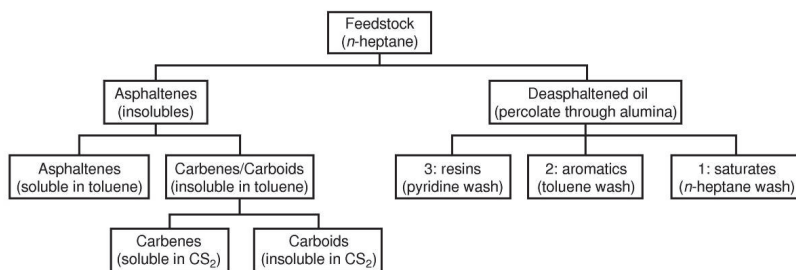 Feedstock
(n-heptane)
Asphaltenes
(insolubles)
Deasphaltened oil
(percolate through alumina)
Asphaltenes
(soluble in toluene)
Carbenes/Carboids
(insoluble in toluene)
3: resins
(pyridine wash)
2: aromatics
(toluene wash)
1: saturates
(n-heptane wash)
Carbenes
(soluble in CS₂)
Carboids
(insoluble in CS₂)